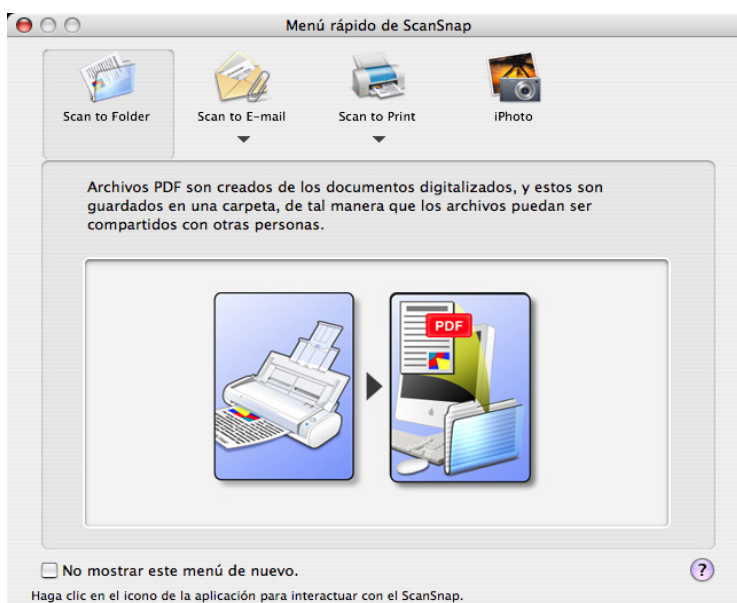 Menú rápido de ScanSnap
Scan to Folder
Scan to E-mail
Scan to Print
iPhoto
Archivos PDF son creados de los documentos digitalizados, y estos son
guardados en una carpeta, de tal manera que los archivos puedan ser
compartidos con otras personas.
PDF
No mostrar este menú de nuevo.
?
Haga clic en el icono de la aplicación para interactuar con el ScanSnap.